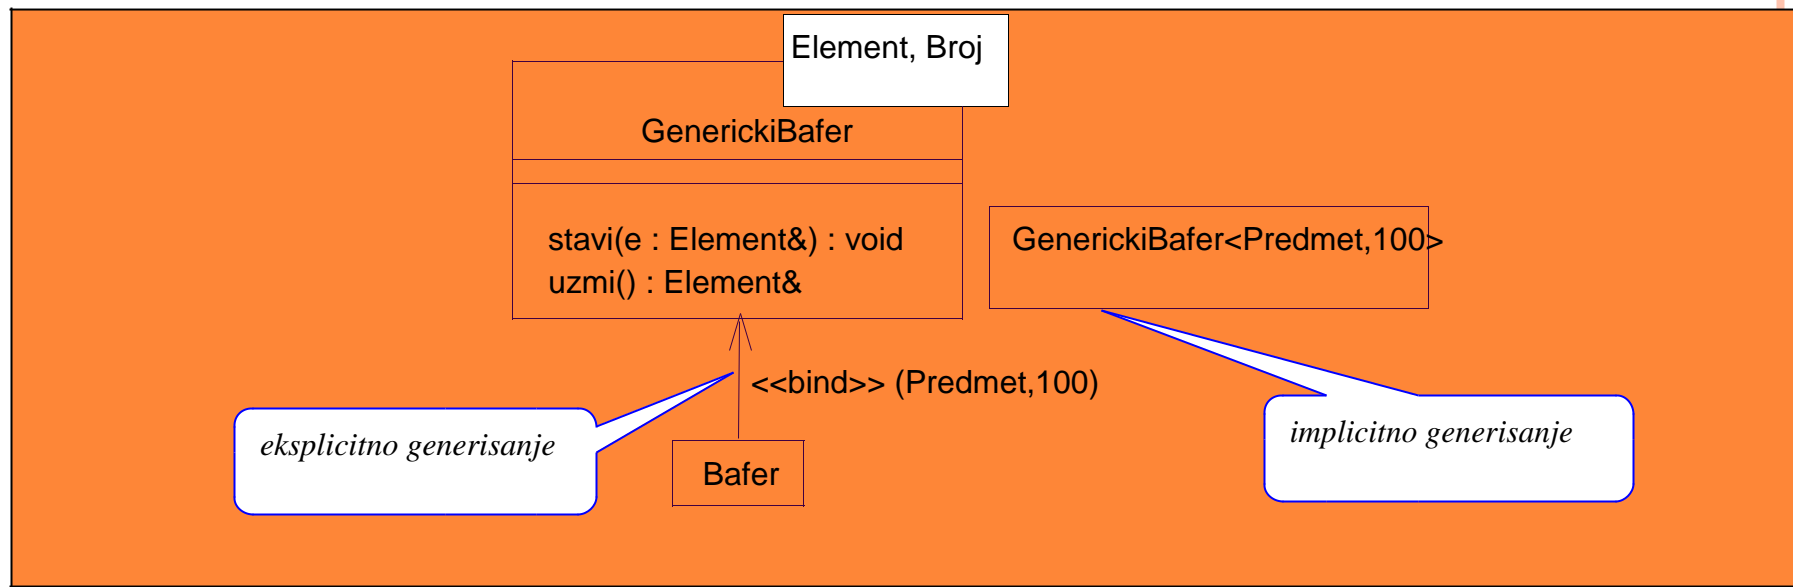 Element, Broj
GenerickiBafer
stavi(e : Element&) : void
uzmi() : Element&
GenerickiBafer<Predmet,100>
<<bind>> (Predmet,100)
eksplicitno generisanje
implicitno generisanje
Bafer